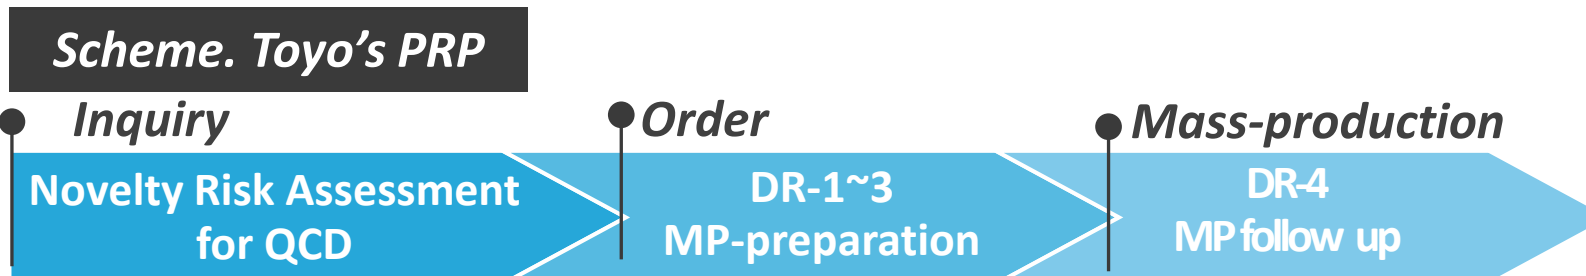 Scheme. Toyo’s PRP
Inquiry
Order
Mass-production
Novelty Risk Assessment
for QCD
DR-1~3
MP-preparation
DR-4
MP follow up